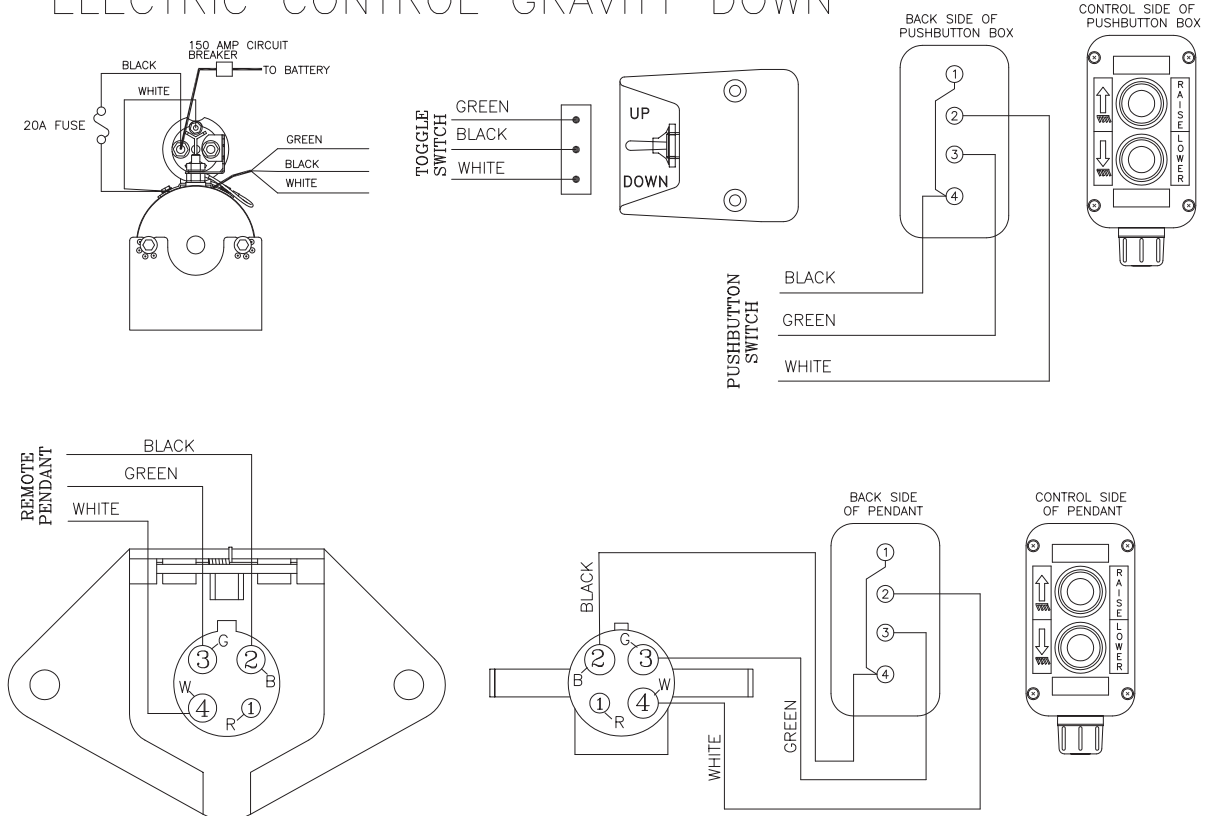 ELECTRIC CONTROL GRAVITY DOWN
150 AMP CIRCUIT
BREAKER
TO BATTERY
BLACK
WHITE
20A FUSE
GREEN
BLACK
WHITE
TOGGLE
SWITCH
GREEN
BLACK
WHITE
UP
DOWN
BACK SIDE OF
PUSHBUTTON BOX
1
2
3
4
CONTROL SIDE OF
PUSHBUTTON BOX
RAISE
LOWER
PUSHBUTTON
SWITCH
BLACK
GREEN
WHITE
REMOTE
PENDANT
BLACK
GREEN
WHITE
G
3
2
B
W
4
R
1
BLACK
G
2
3
B
W
1
4
R
WHITE
GREEN
BACK SIDE
OF PENDANT
1
2
3
4
CONTROL SIDE
OF PENDANT
RAISE
LOWER